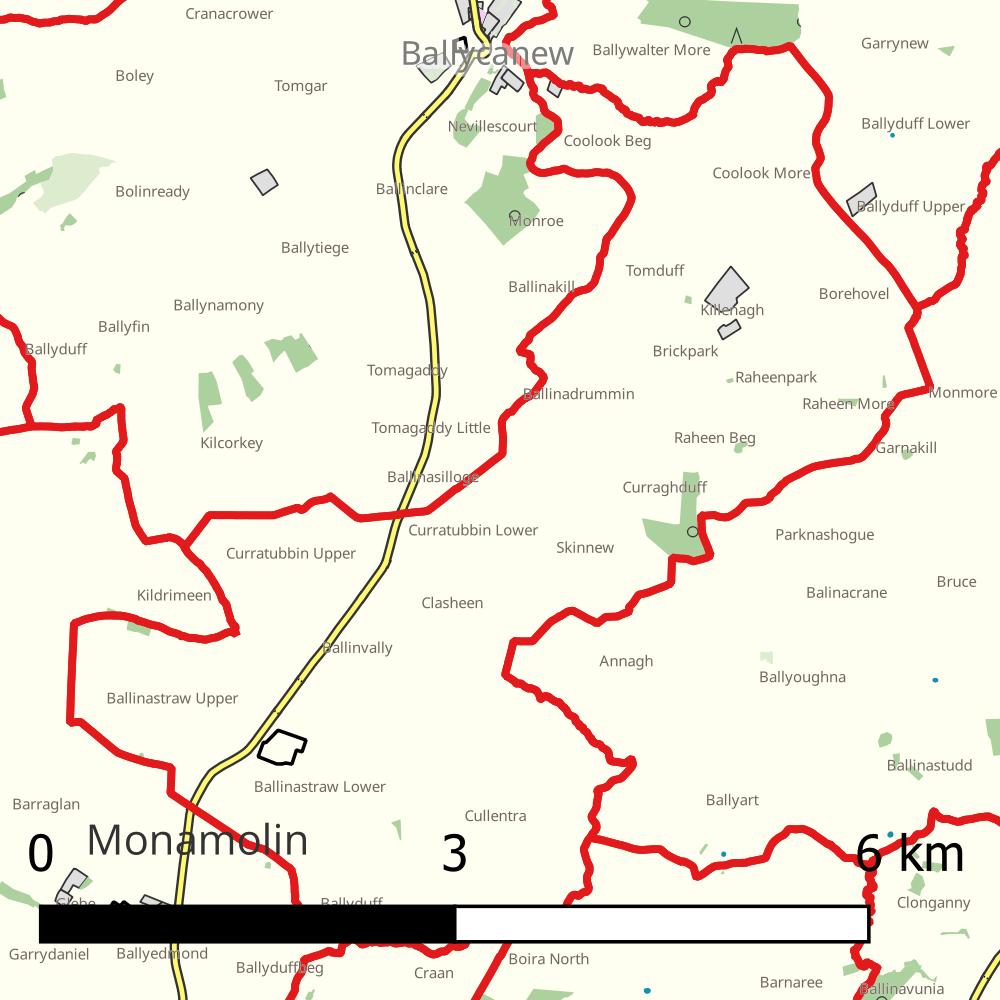 Cranacrower
Garrynew
Ballywalter More
Ballycanew
Boley
Tomgar
Ballyduff Lower
Nevillescourt
Coolook Beg
Coolook More
Bolinready
Ballinclare
Ballyduff Upper
Monroe
Ballytiege
Tomduff
Ballinakill
Borehovel
Ballynamony
Killenagh
Ballyfin
Ballyduff
Brickpark
Tomagaddy
Raheenpark
Ballinadrummin
Monmore
Raheen More
Tomagaddy Little
Raheen Beg
Kilcorkey
Garnakill
Ballinasilloge
Curraghduff
Curratubbin Lower
Parknashogue
Skinnew
Curratubbin Upper
Bruce
Kildrimeen
Balinacrane
Clasheen
Ballinvally
Annagh
Ballyoughna
Ballinastraw Upper
Ballinastudd
Ballinastraw Lower
Ballyart
Barraglan
Cullentra
Monamolin
0 3 6 km
Glebe
Ballyduff
Clonganny
Garrydaniel
Ballyedmond
Boira North
Ballyduffbeg
Craan
Barnaree
Ballinavunia